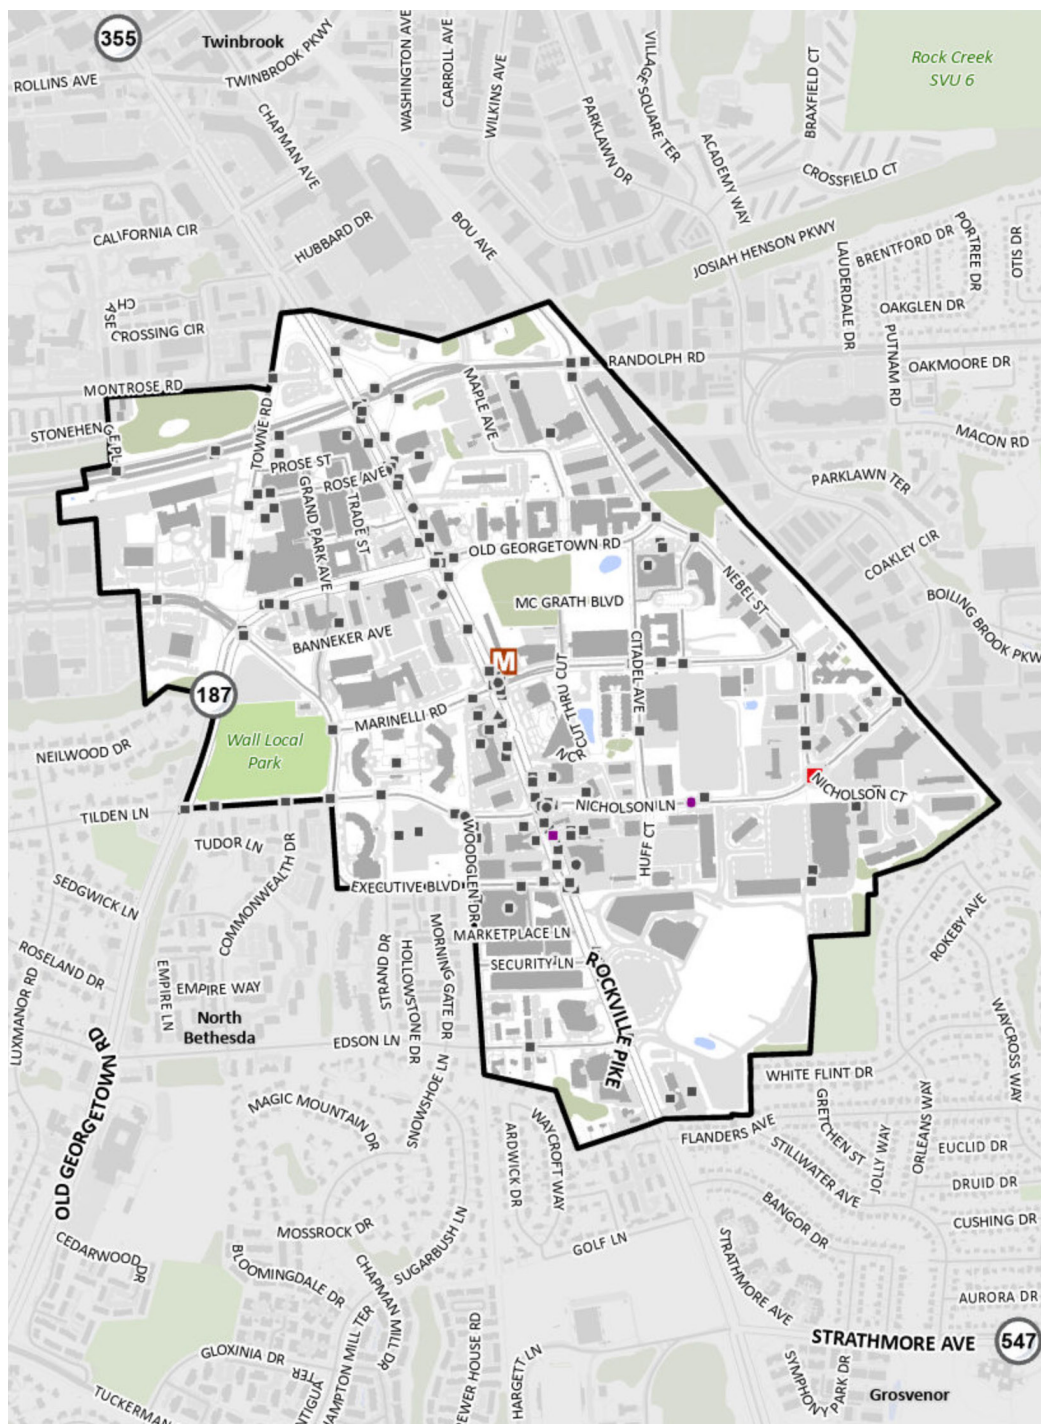 355
Twinbrook
ROLLINS AVE
TWINBROOK PKWY
WASHINGTON AVE
CARROLL AVE
WILKINS AVE
VILLAGE SQUARE TER
BRAXFIELD CT
Rock Creek
SVU 6
CHAPMAN AVE
PARKLAWN DR
ACADEMY WAY
CROSSFIELD CT
CALIFORNIA CIR
HUBBARD DR
BOU AVE
JOSIAH HENSON PKWY
LAUDERDALE DR
BRENTFORD DR
PORTREE DR
OTIS DR
CHASE CROSSING CIR
OAKGLEN DR
PUTNAM RD
RANDOLPH RD
OAKMOORE DR
MONTROSE RD
MAPLE AVE
STONEHENGE PL
TOWNE RD
MACON RD
PROSE ST
ROSE AVE
PARKLAWN TER
GRAND PARK AVE
TRADE ST
OLD GEORGETOWN RD
COAKLEY CIR
NEBEL ST
MC GRATH BLVD
BOILING BROOK PKWY
BANNEKER AVE
CITADEL AVE
M
187
MARINELLI RD
NCR CUT THRU CUT
NEILWOOD DR
Wall Local
Park
NICHOLSON CT
TILDEN LN
NICHOLSON LN
TUDOR LN
HUFF CT
SEDGWICK LN
COMMONWEALTH DR
WOODGLEN DR
EXECUTIVE BLVD
ROKEBY AVE
MARKETPLACE LN
ROSELAND DR
STRAND DR
HOLLOWSTONE DR
MORNING GATE DR
SECURITY LN
ROCKVILLE PIKE
LUXMANOR RD
EMPIRE LN
EMPIRE WAY
North
Bethesda
EDSON LN
WAYCROSS WAY
OLD GEORGETOWN RD
WHITE FLINT DR
SNOWSHOE LN
MAGIC MOUNTAIN DR
ARDWICK DR
WAYCROFT WAY
FLANDERS AVE
GRETCHEN ST
JOLLY WAY
ORLEANS WAY
STILLWATER AVE
EUCLID DR
DRUID DR
BANGOR DR
CUSHING DR
MOSSROCK DR
SUGARBUSH LN
GOLF LN
CEDARWOOD DR
BLOOMINGDALE DR
CHAPMAN MILL DR
STRATHMORE AVE
AURORA DR
STRATHMORE AVE
547
GLOXINIA DR
HAMPTON MILL TER
ANTIGUA TER
EWER HOUSE RD
HARGETT LN
SYMPHONY
PARK DR
TUCKERMAN
Grosvenor